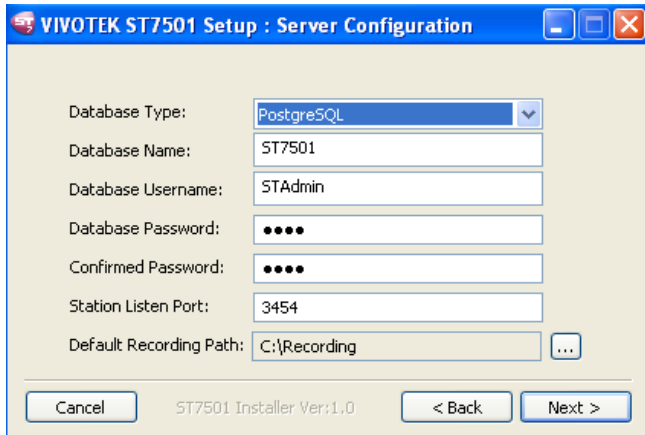 VIVOTEK ST7501 Setup : Server Configuration
Database Type: PostgreSQL
Database Name: ST7501
Database Username: STAdmin
Database Password: ●●●●
Confirmed Password: ●●●●
Station Listen Port: 3454
Default Recording Path: C:\Recording ...
Cancel ST7501 Installer Ver:1.0 < Back Next >